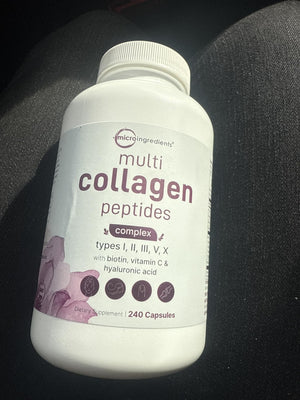 microingredients
multi
collagen
peptides
complex
types I, II, III, V, X
with biotin, vitamin C &
hyaluronic acid
Dietary Supplement | 240 Capsules